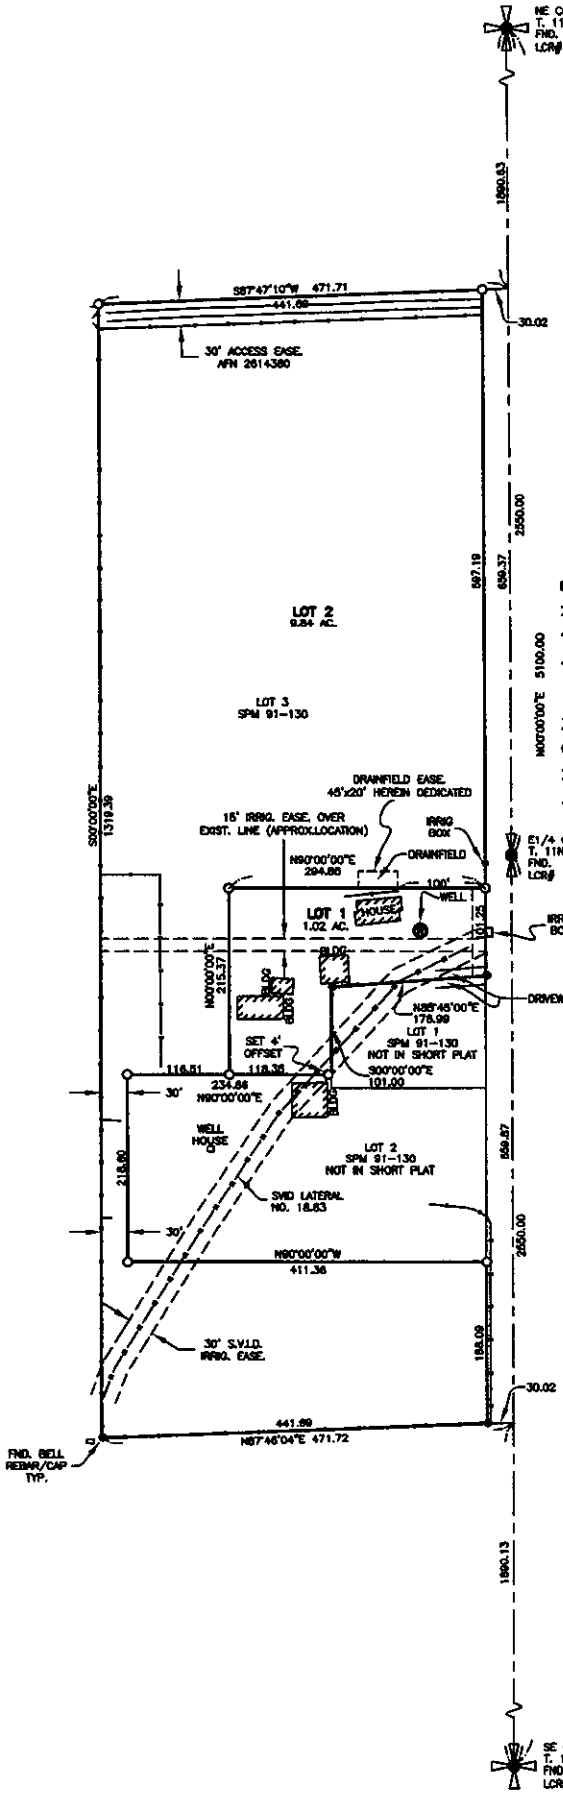 NE C
T. 11
FND.
LCR#
1890.63
S87°47'10"W 471.71
441.69
30.02
30' ACCESS EASE.
AFN 2614380
2550.00
597.19
659.37
LOT 2
9.84 AC.
N00°00'00"E 5100.00
LOT 3
SPM 91-130
S00°00'00"E
1319.39
DRAINFIELD EASE.
45'x20' HEREIN DEDICATED
15' IRRIG. EASE. OVER
EXIST. LINE (APPROX.LOCATION)
IRRIG
BOX
E1/4
T. 11N
FND.
LCR#
N90°00'00"E
294.86
DRAINFIELD
100'
WELL
LOT 1
1.02 AC.
HOUSE
101.25
IRR
BO
N00°00'00"E
215.37
BLDG
BLDG
BLDG
DRIVEW
N85°45'00"E
176.99
LOT 1
SPM 91-130
NOT IN SHORT PLAT
SET 4'
OFFSET
S00°00'00"E
101.00
116.51
118.35
234.86
N90°00'00"E
30'
BLDG
WELL
HOUSE
218.60
LOT 2
SPM 91-130
NOT IN SHORT PLAT
659.87
SVID LATERAL
NO. 18.63
30'
N90°00'00"W
411.36
2550.00
188.09
30' S.V.I.D.
IRRIG. EASE.
30.02
441.69
N87°46'04"E 471.72
FND. BELL
REBAR/CAP
TYP.
1890.13
SE
T. 1
FND
LCR